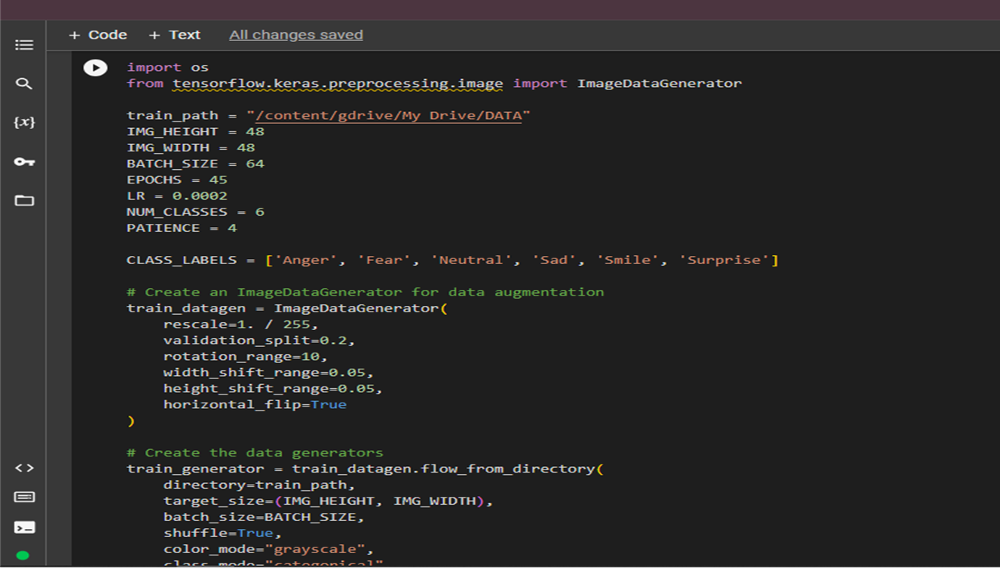 + Code + Text All changes saved
{x}
import os
from tensorflow.keras.preprocessing.image import ImageDataGenerator
train_path = "/content/gdrive/My Drive/DATA"
IMG_HEIGHT = 48
IMG_WIDTH = 48
BATCH_SIZE = 64
EPOCHS = 45
LR = 0.0002
NUM_CLASSES = 6
PATIENCE = 4
CLASS_LABELS = ['Anger', 'Fear', 'Neutral', 'Sad', 'Smile', 'Surprise']
# Create an ImageDataGenerator for data augmentation
train_datagen = ImageDataGenerator(
    rescale=1. / 255,
    validation_split=0.2,
    rotation_range=10,
    width_shift_range=0.05,
    height_shift_range=0.05,
    horizontal_flip=True
)
# Create the data generators
train_generator = train_datagen.flow_from_directory(
    directory=train_path,
    target_size=(IMG_HEIGHT, IMG_WIDTH),
    batch_size=BATCH_SIZE,
    shuffle=True,
    color_mode="grayscale",
    class_mode="categorical"